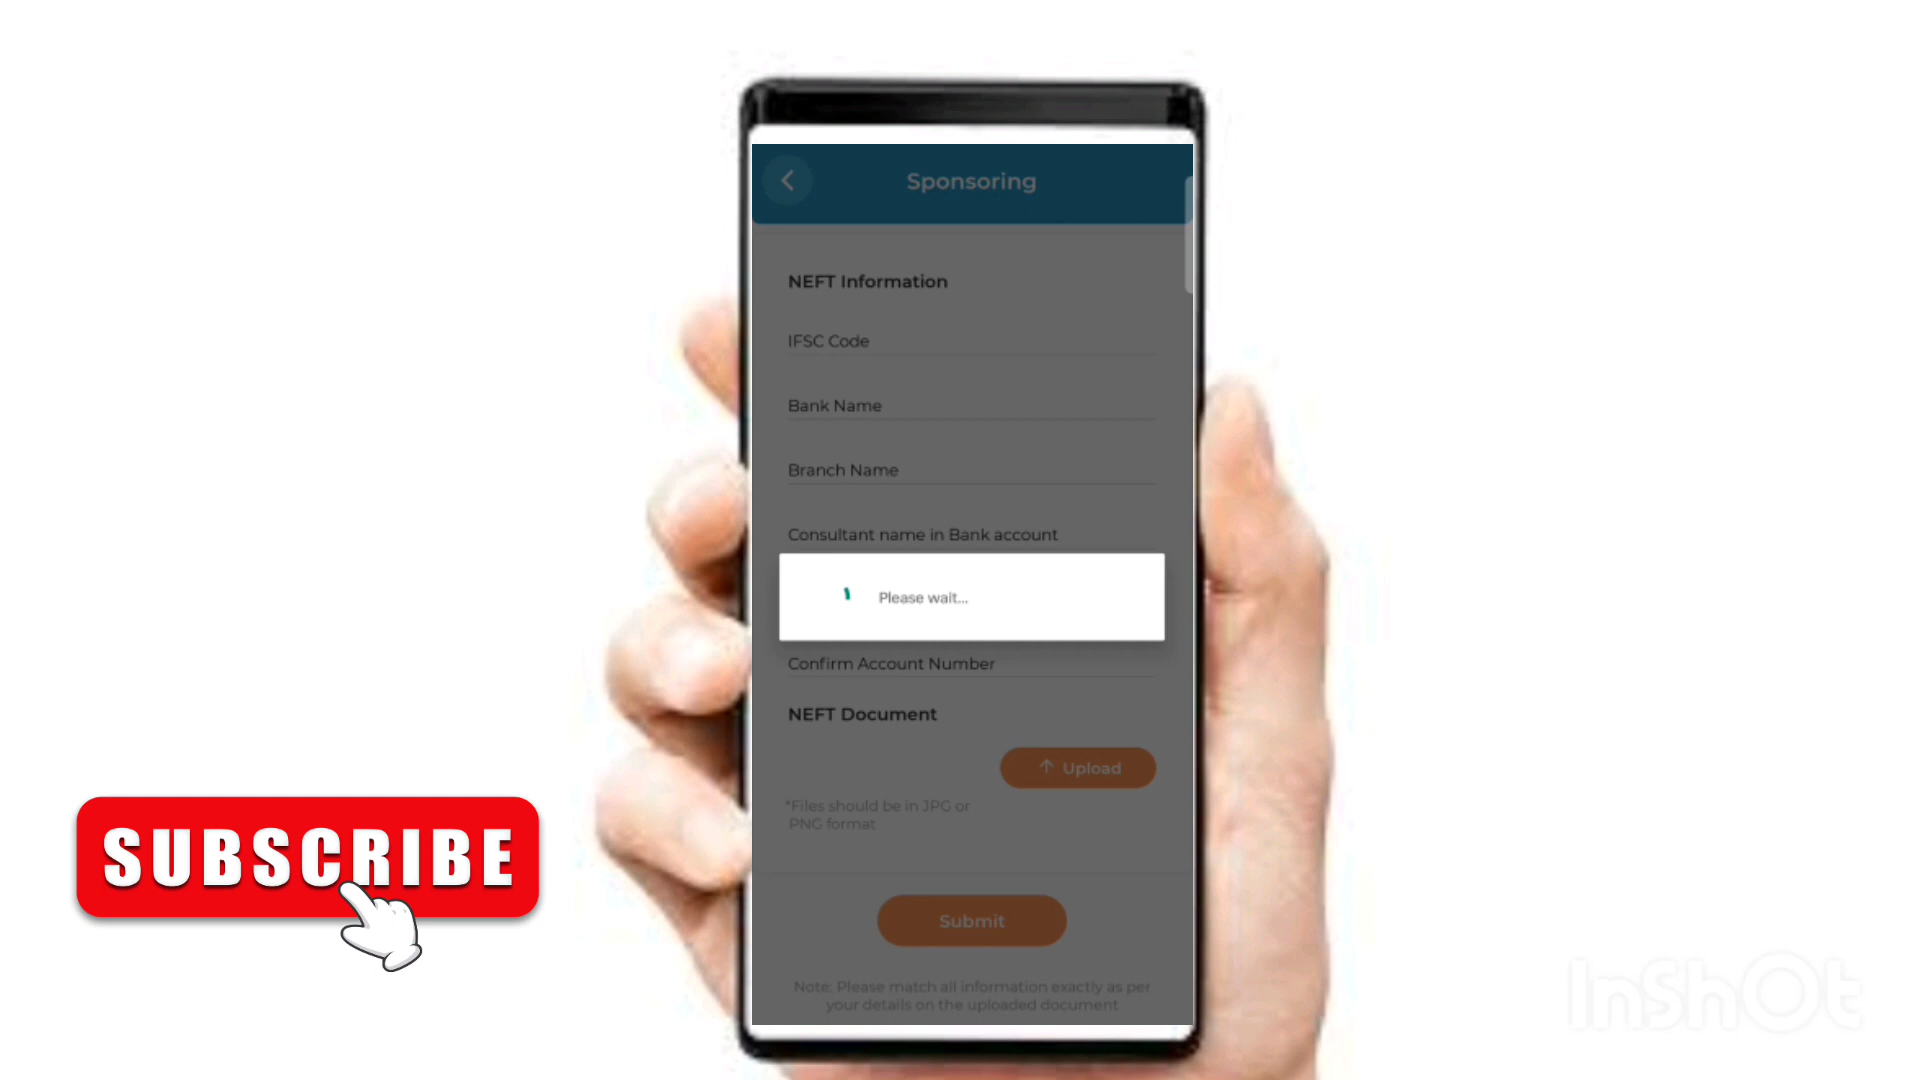 Sponsoring
NEFT Information
IFSC Code
Bank Name
Branch Name
Consultant name in Bank account
Please wait...
Confirm Account Number
NEFT Document
Upload
*Files should be in JPG or
PNG format
Submit
Note: Please match all information exactly as per
your details on the uploaded document
SUBSCRIBE
InShOt